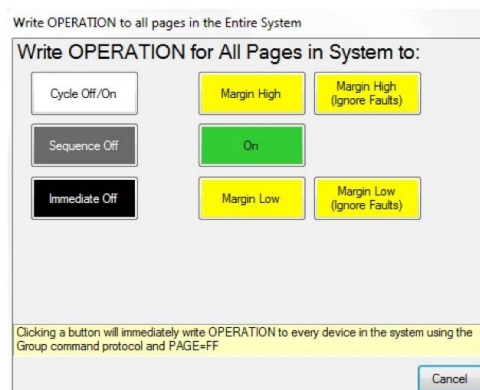 Write OPERATION to all pages in the Entire System
Write OPERATION for All Pages in System to:
Cycle Off/On
Margin High
Margin High
(Ignore Faults)
Sequence Off
On
Immediate Off
Margin Low
Margin Low
(Ignore Faults)
Clicking a button will immediately write OPERATION to every device in the system using the
Group command protocol and PAGE=FF
Cancel